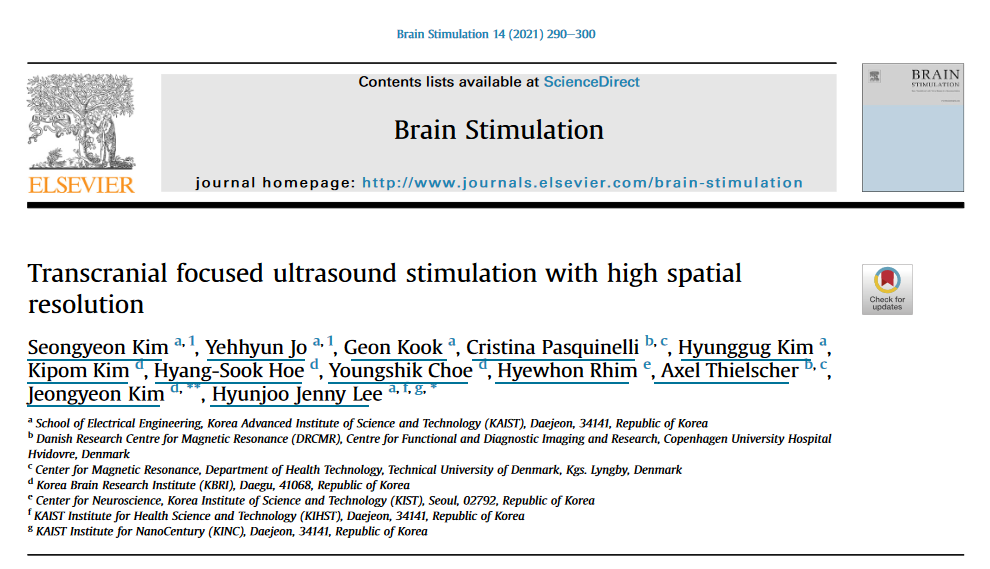 Brain Stimulation 14 (2021) 290–300
Contents lists available at ScienceDirect
Brain Stimulation
journal homepage: http://www.journals.elsevier.com/brain-stimulation
ELSEVIER
BRAIN
STIMULATION
Transcranial focused ultrasound stimulation with high spatial
resolution
Check for
updates
Seongyeon Kim a, 1, Yehhyun Jo a, 1, Geon Kook a, Cristina Pasquinelli b, c, Hyunggug Kim a,
Kipom Kim d, Hyang-Sook Hoe d, Youngshik Choe d, Hyewhon Rhim e, Axel Thielscher b, c,
Jeongyeon Kim d, **, Hyunjoo Jenny Lee a, f, g, *
a School of Electrical Engineering, Korea Advanced Institute of Science and Technology (KAIST), Daejeon, 34141, Republic of Korea
b Danish Research Centre for Magnetic Resonance (DRCMR), Centre for Functional and Diagnostic Imaging and Research, Copenhagen University Hospital
Hvidovre, Denmark
c Center for Magnetic Resonance, Department of Health Technology, Technical University of Denmark, Kgs. Lyngby, Denmark
d Korea Brain Research Institute (KBRI), Daegu, 41068, Republic of Korea
e Center for Neuroscience, Korea Institute of Science and Technology (KIST), Seoul, 02792, Republic of Korea
f KAIST Institute for Health Science and Technology (KIHST), Daejeon, 34141, Republic of Korea
g KAIST Institute for NanoCentury (KINC), Daejeon, 34141, Republic of Korea